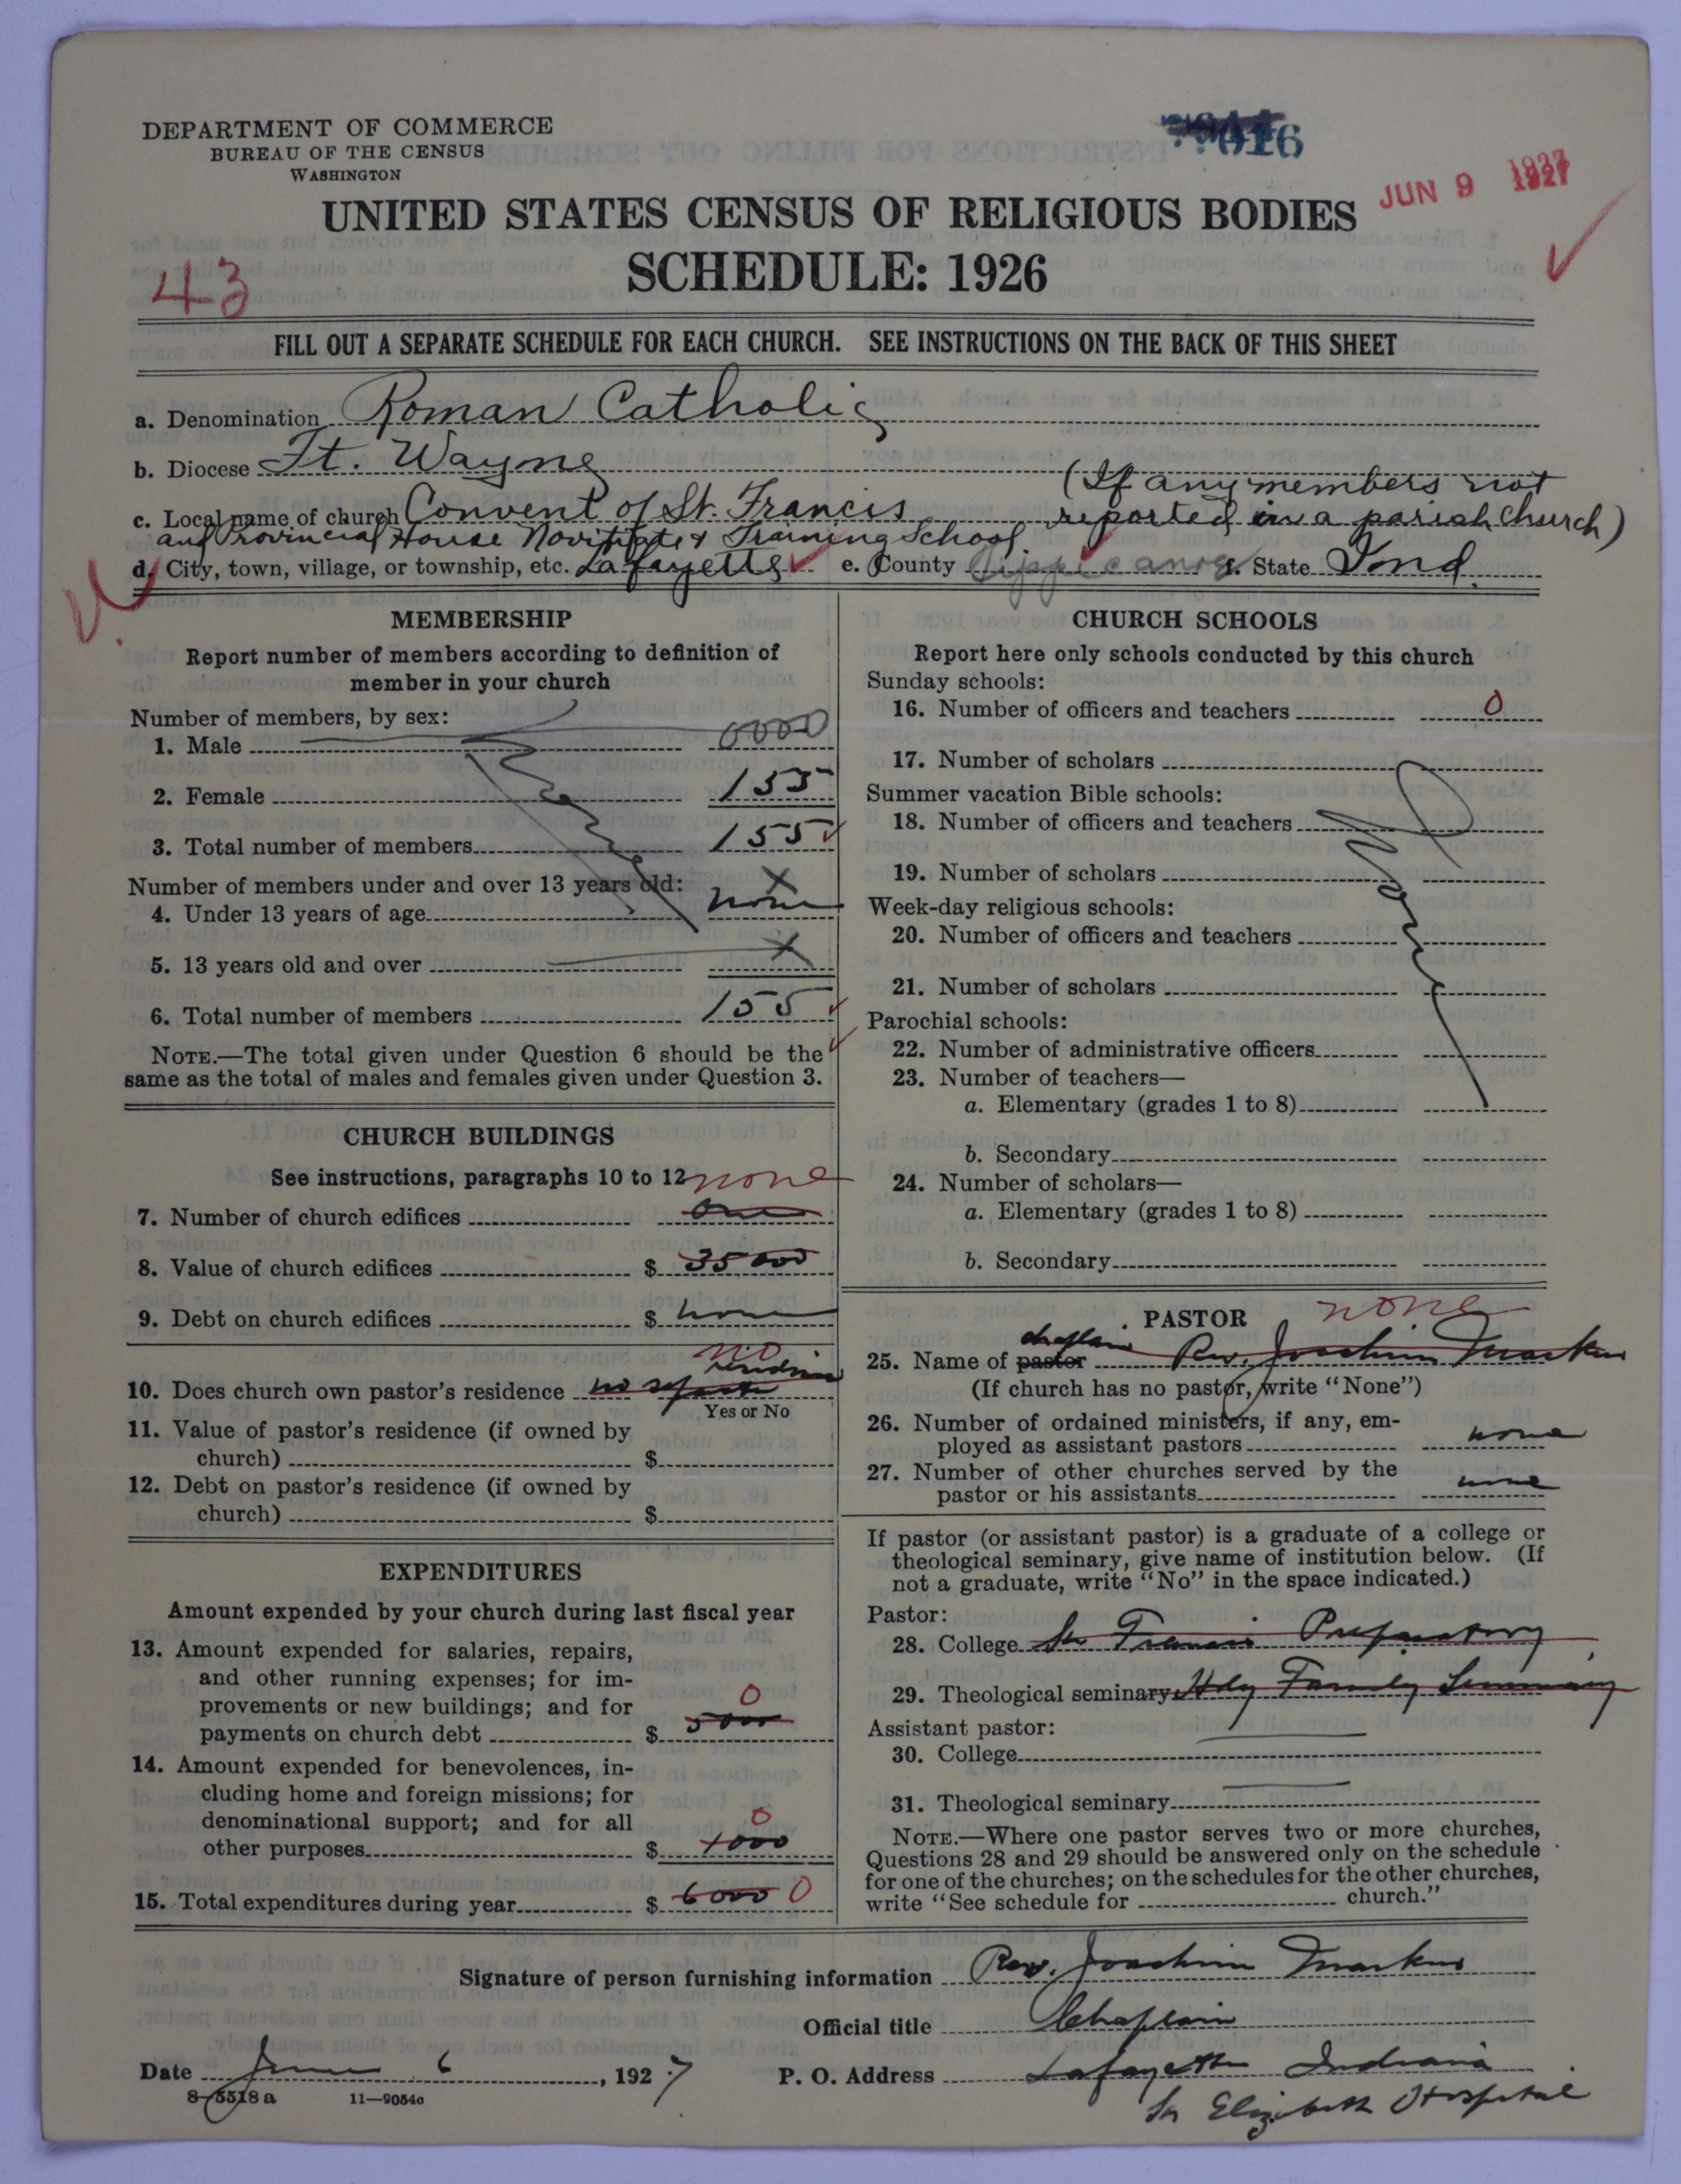 DEPARTMENT OF COMMERCE
BUREAU OF THE CENSUS
WASHINGTON
016
JUN 9 1927
UNITED STATES CENSUS OF RELIGIOUS BODIES
SCHEDULE: 1926
43
FILL OUT A SEPARATE SCHEDULE FOR EACH CHURCH. SEE INSTRUCTIONS ON THE BACK OF THIS SHEET
a. Denomination Roman Catholic
b. Diocese Ft. Wayne
(If any members not
c. Local name of church Convent of St. Francis reported in a parish church)
and Provincial House Novitiate & Training School
d. City, town, village, or township, etc. Lafayette e. County Tippecanoe f. State Ind.
MEMBERSHIP
Report number of members according to definition of
member in your church
Number of members, by sex:
1. Male 0000
2. Female 155
3. Total number of members 155
Number of members under and over 13 years old:
4. Under 13 years of age none x
5. 13 years old and over x
6. Total number of members 155
NOTE.—The total given under Question 6 should be the
same as the total of males and females given under Question 3.
CHURCH BUILDINGS
See instructions, paragraphs 10 to 12 none
7. Number of church edifices one
8. Value of church edifices $ 35000
9. Debt on church edifices $ none
no
10. Does church own pastor's residence no separate residence
Yes or No
11. Value of pastor's residence (if owned by
church) $
12. Debt on pastor's residence (if owned by
church) $
EXPENDITURES
Amount expended by your church during last fiscal year
13. Amount expended for salaries, repairs,
and other running expenses; for im-
provements or new buildings; and for 0
payments on church debt $ 5000
14. Amount expended for benevolences, in-
cluding home and foreign missions; for
denominational support; and for all 0
other purposes $ 1000
15. Total expenditures during year $ 6000 0
CHURCH SCHOOLS
Report here only schools conducted by this church
Sunday schools:
16. Number of officers and teachers 0
17. Number of scholars
Summer vacation Bible schools:
18. Number of officers and teachers
19. Number of scholars
Week-day religious schools:
20. Number of officers and teachers
21. Number of scholars
Parochial schools:
22. Number of administrative officers
23. Number of teachers—
a. Elementary (grades 1 to 8)
b. Secondary
24. Number of scholars—
a. Elementary (grades 1 to 8)
b. Secondary
PASTOR none
chaplain
25. Name of pastor Rev. Joachim Markus
(If church has no pastor, write "None")
26. Number of ordained ministers, if any, em-
ployed as assistant pastors none
27. Number of other churches served by the
pastor or his assistants none
If pastor (or assistant pastor) is a graduate of a college or
theological seminary, give name of institution below. (If
not a graduate, write "No" in the space indicated.)
Pastor:
28. College St Francis Preparatory
29. Theological seminary Holy Family Seminary
Assistant pastor:
30. College
31. Theological seminary
NOTE.—Where one pastor serves two or more churches,
Questions 28 and 29 should be answered only on the schedule
for one of the churches; on the schedules for the other churches,
write "See schedule for church."
Signature of person furnishing information Rev. Joachim Markus
Official title Chaplain
Date June 6, 1927 P. O. Address Lafayette Indiana
8-5518a 11-9054c
St Elizabeth Hospital